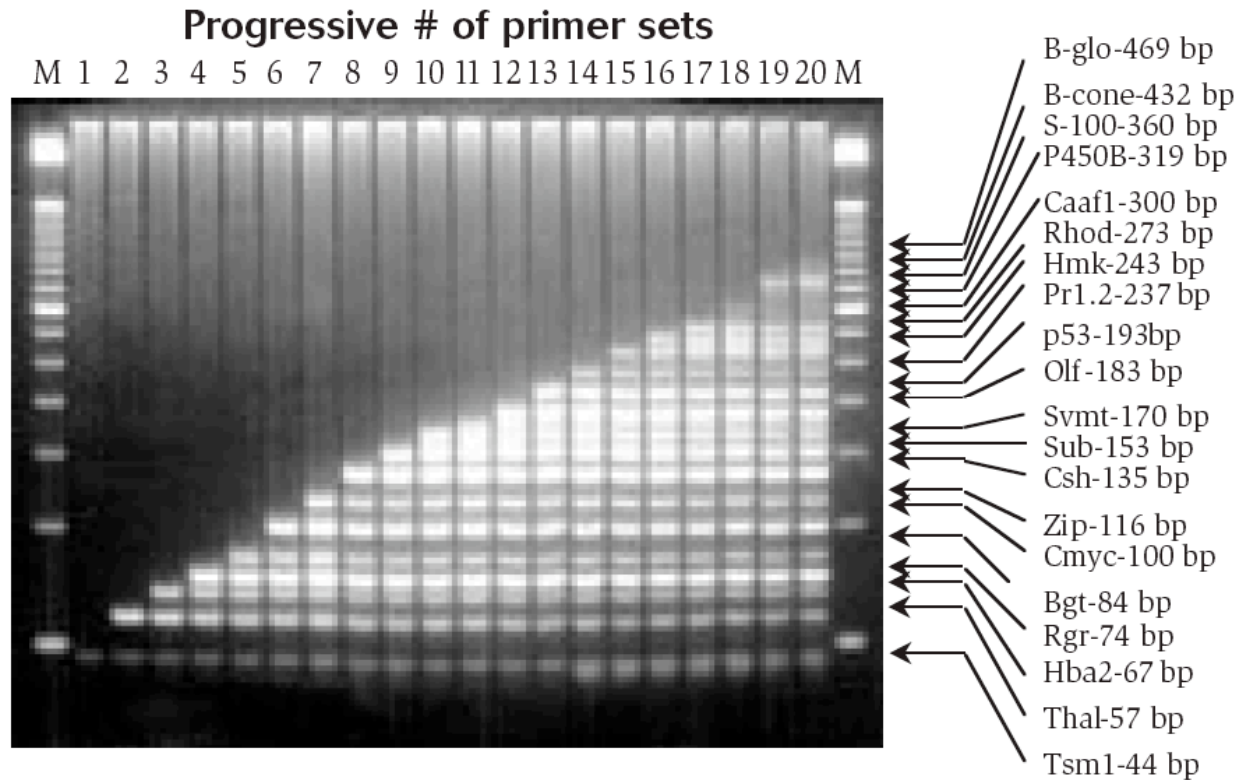 Progressive # of primer sets
M 1 2 3 4 5 6 7 8 9 10 11 12 13 14 15 16 17 18 19 20 M
B-glo-469 bp
B-cone-432 bp
S-100-360 bp
P450B-319 bp
Caaf1-300 bp
Rhod-273 bp
Hmk-243 bp
Pr1.2-237 bp
p53-193bp
Olf-183 bp
Svmt-170 bp
Sub-153 bp
Csh-135 bp
Zip-116 bp
Cmyc-100 bp
Bgt-84 bp
Rgr-74 bp
Hba2-67 bp
Thal-57 bp
Tsm1-44 bp